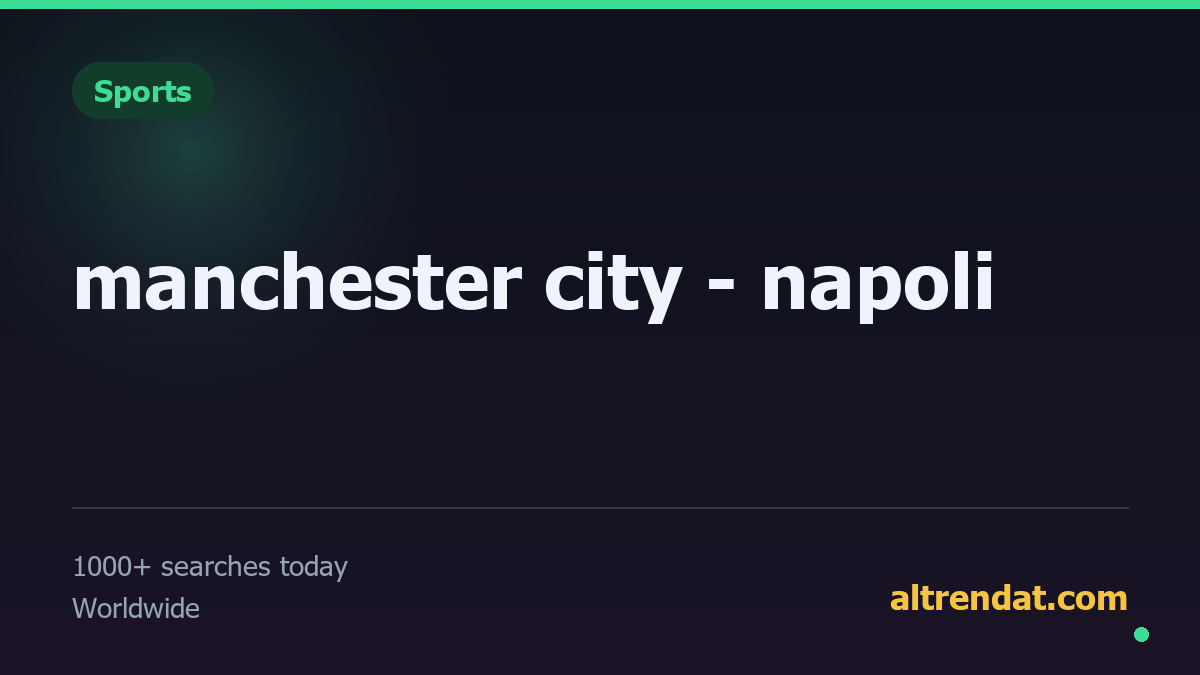 Sports
manchester city - napoli
1000+ searches today
Worldwide
altrendat.com